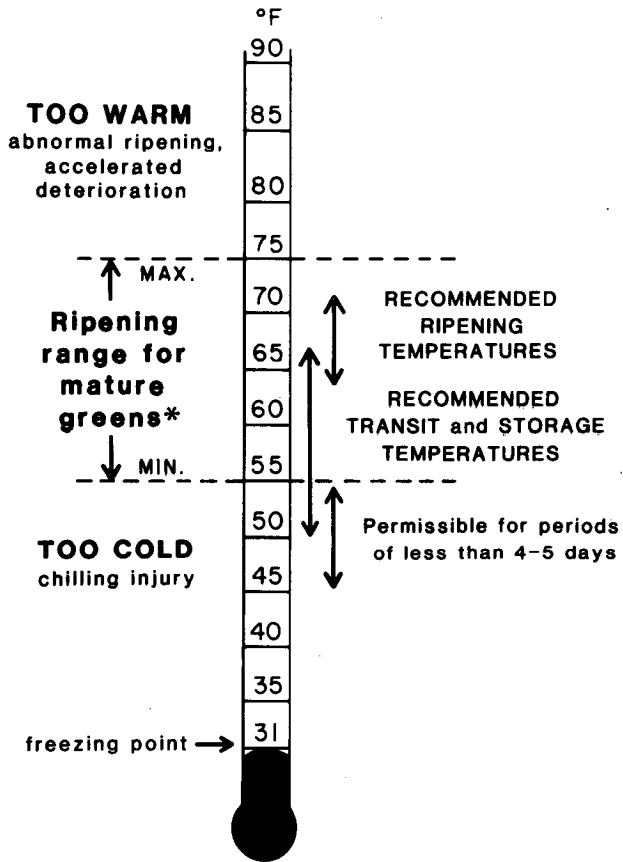 °F
90
TOO WARM
abnormal ripening,
accelerated
deterioration
85
80
75
MAX.
Ripening
range for
mature
greens*
MIN.
70
65
60
55
RECOMMENDED
RIPENING
TEMPERATURES
RECOMMENDED
TRANSIT and STORAGE
TEMPERATURES
TOO COLD
chilling injury
50
45
Permissible for periods
of less than 4-5 days
40
35
31
freezing point